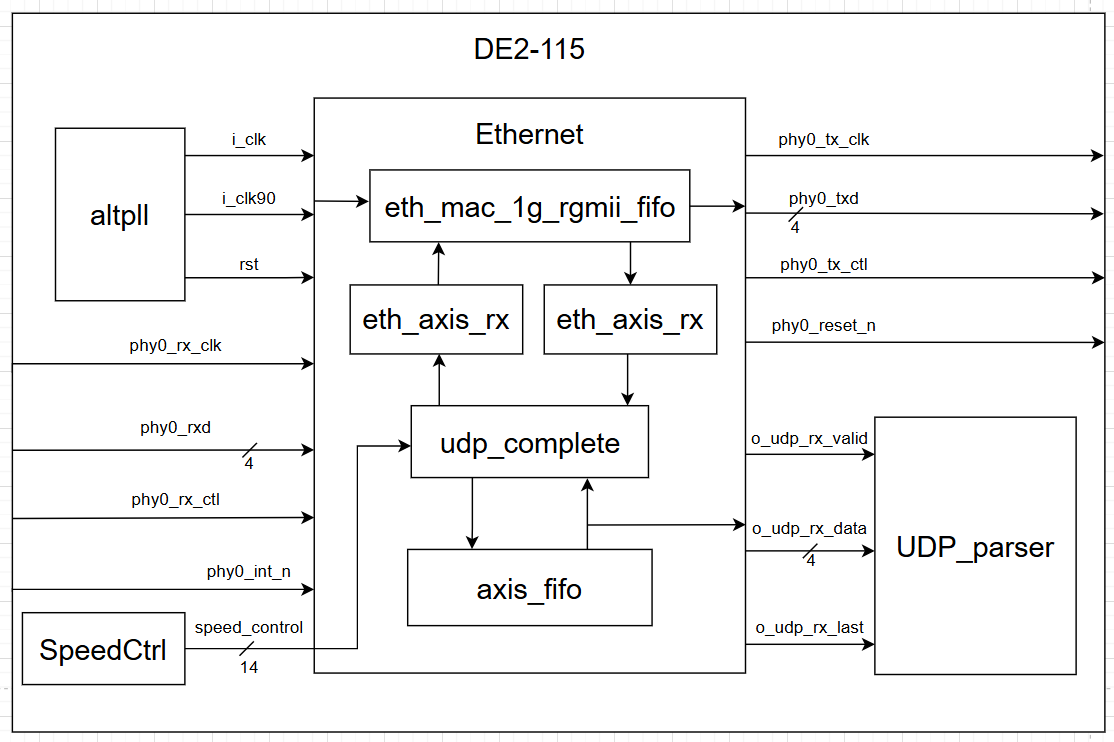 DE2-115
Ethernet
altpll
i_clk
i_clk90
rst
phy0_rx_clk
phy0_rxd
4
phy0_rx_ctl
phy0_int_n
SpeedCtrl
speed_control
14
eth_mac_1g_rgmii_fifo
eth_axis_rx
eth_axis_rx
udp_complete
axis_fifo
phy0_tx_clk
phy0_txd
4
phy0_tx_ctl
phy0_reset_n
o_udp_rx_valid
o_udp_rx_data
4
o_udp_rx_last
UDP_parser